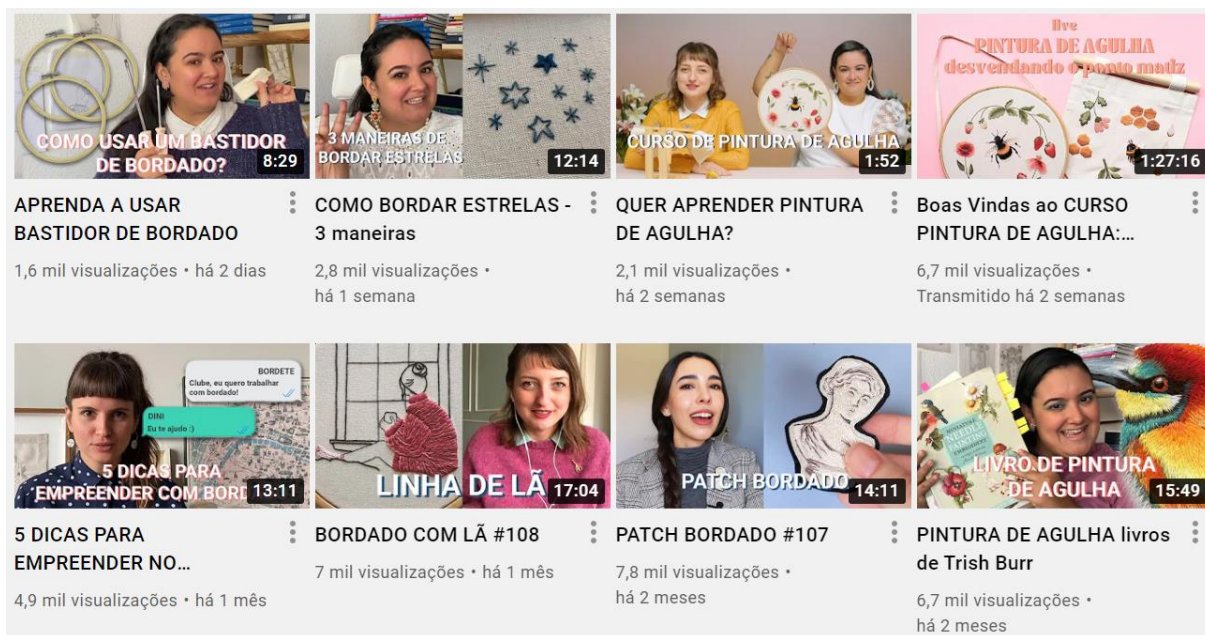 COMO USAR UM BASTIDOR
DE BORDADO?
8:29
3 MANEIRAS DE
BORDAR ESTRELAS
12:14
CURSO DE PINTURA DE AGULHA
1:52
live
PINTURA DE AGULHA
desvendando o ponto matiz
1:27:16
APRENDA A USAR
BASTIDOR DE BORDADO
1,6 mil visualizações • há 2 dias
COMO BORDAR ESTRELAS -
3 maneiras
2,8 mil visualizações •
há 1 semana
QUER APRENDER PINTURA
DE AGULHA?
2,1 mil visualizações •
há 2 semanas
Boas Vindas ao CURSO
PINTURA DE AGULHA:...
6,7 mil visualizações •
Transmitido há 2 semanas
BORDETE
Clube, eu quero trabalhar
com bordado!
DINI
Eu te ajudo :)
5 DICAS PARA
EMPREENDER COM BORD
13:11
LINHA DE LÃ
17:04
PATCH BORDADO
14:11
NEEDLE
PAINTING
EMBROIDERY
LIVRO DE PINTURA
DE AGULHA
15:49
5 DICAS PARA
EMPREENDER NO...
4,9 mil visualizações • há 1 mês
BORDADO COM LÃ #108
7 mil visualizações • há 1 mês
PATCH BORDADO #107
7,8 mil visualizações •
há 2 meses
PINTURA DE AGULHA livros
de Trish Burr
6,7 mil visualizações •
há 2 meses